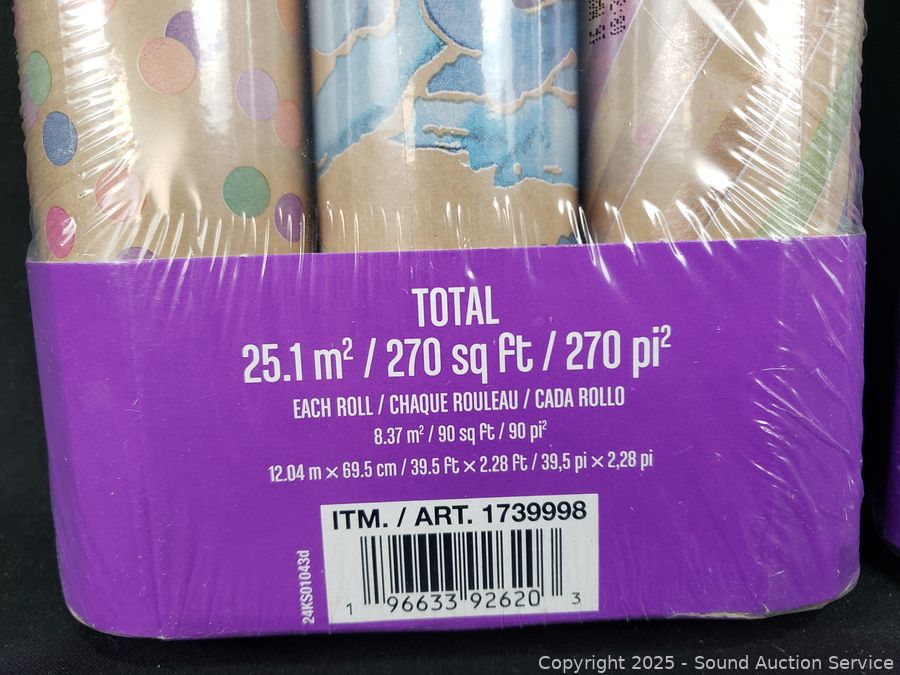 TOTAL
25.1 m² / 270 sq ft / 270 pi²
EACH ROLL / CHAQUE ROULEAU / CADA ROLLO
8.37 m² / 90 sq ft / 90 pi²
12.04 m × 69.5 cm / 39.5 ft × 2.28 ft / 39,5 pi × 2,28 pi
ITM. / ART. 1739998
24KS01043d
1 96633 92620 3
Copyright 2025 - Sound Auction Service